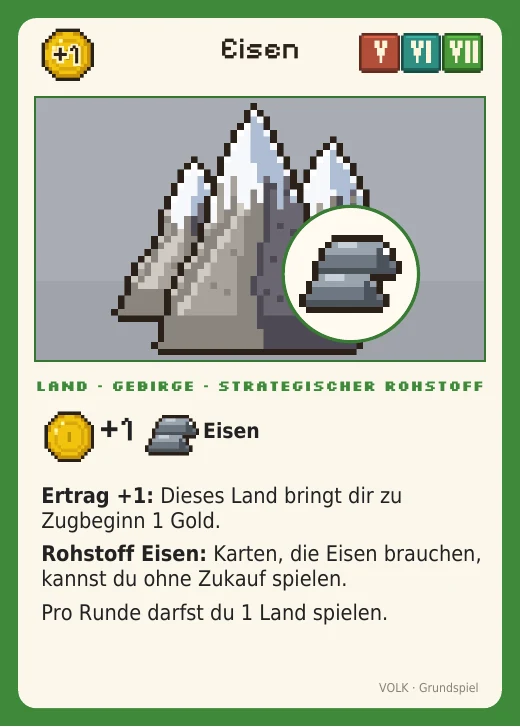 +1
Eisen
V VI VII
LAND · GEBIRGE · STRATEGISCHER ROHSTOFF
+1 Eisen
Ertrag +1: Dieses Land bringt dir zu
Zugbeginn 1 Gold.
Rohstoff Eisen: Karten, die Eisen brauchen,
kannst du ohne Zukauf spielen.
Pro Runde darfst du 1 Land spielen.
VOLK · Grundspiel